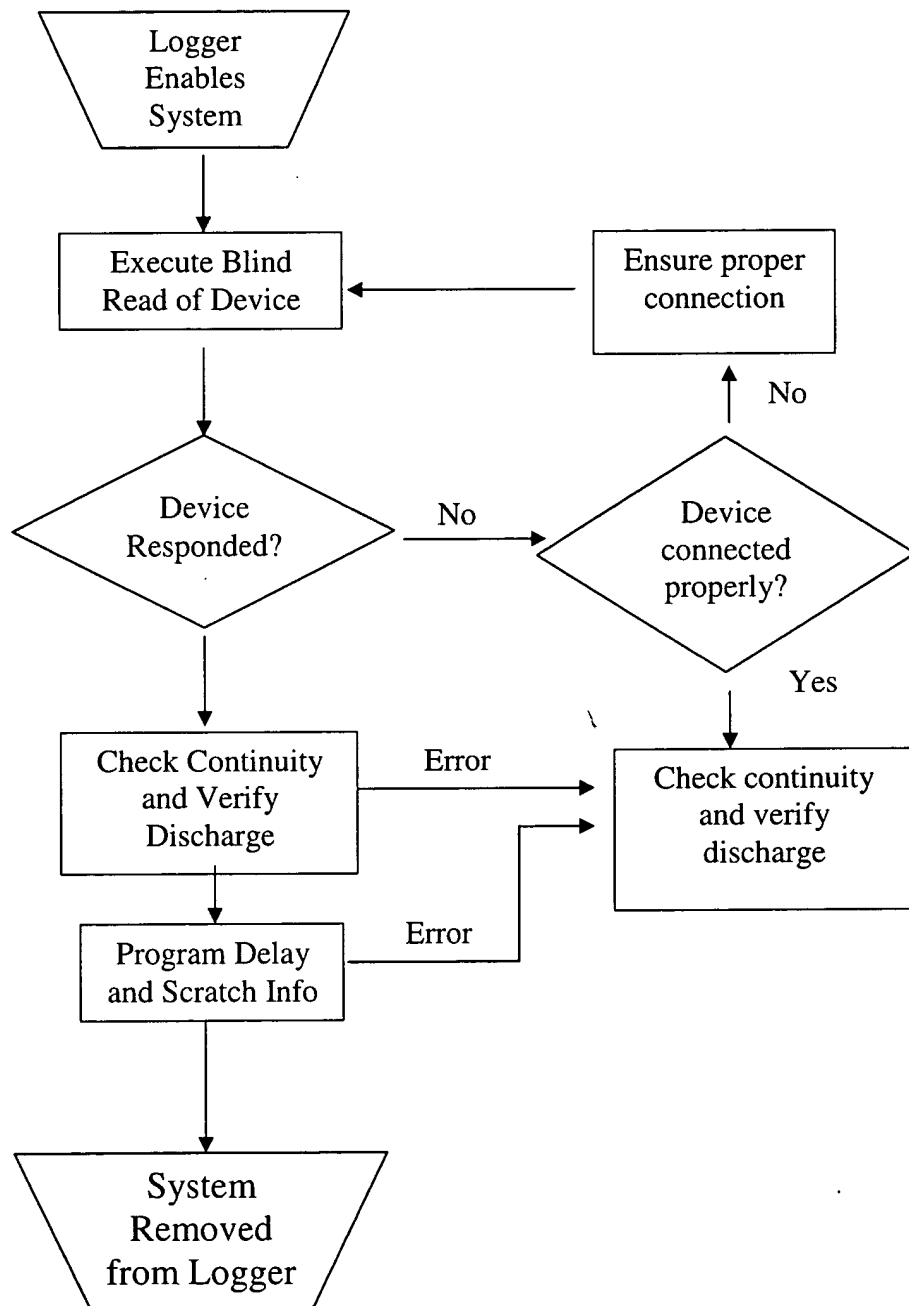 Logger
Enables
System
Execute Blind
Read of Device
Ensure proper
connection
No
Device
Responded?
No
Device
connected
properly?
Yes
Check Continuity
and Verify
Discharge
Error
Check continuity
and verify
discharge
Program Delay
and Scratch Info
Error
System
Removed
from Logger